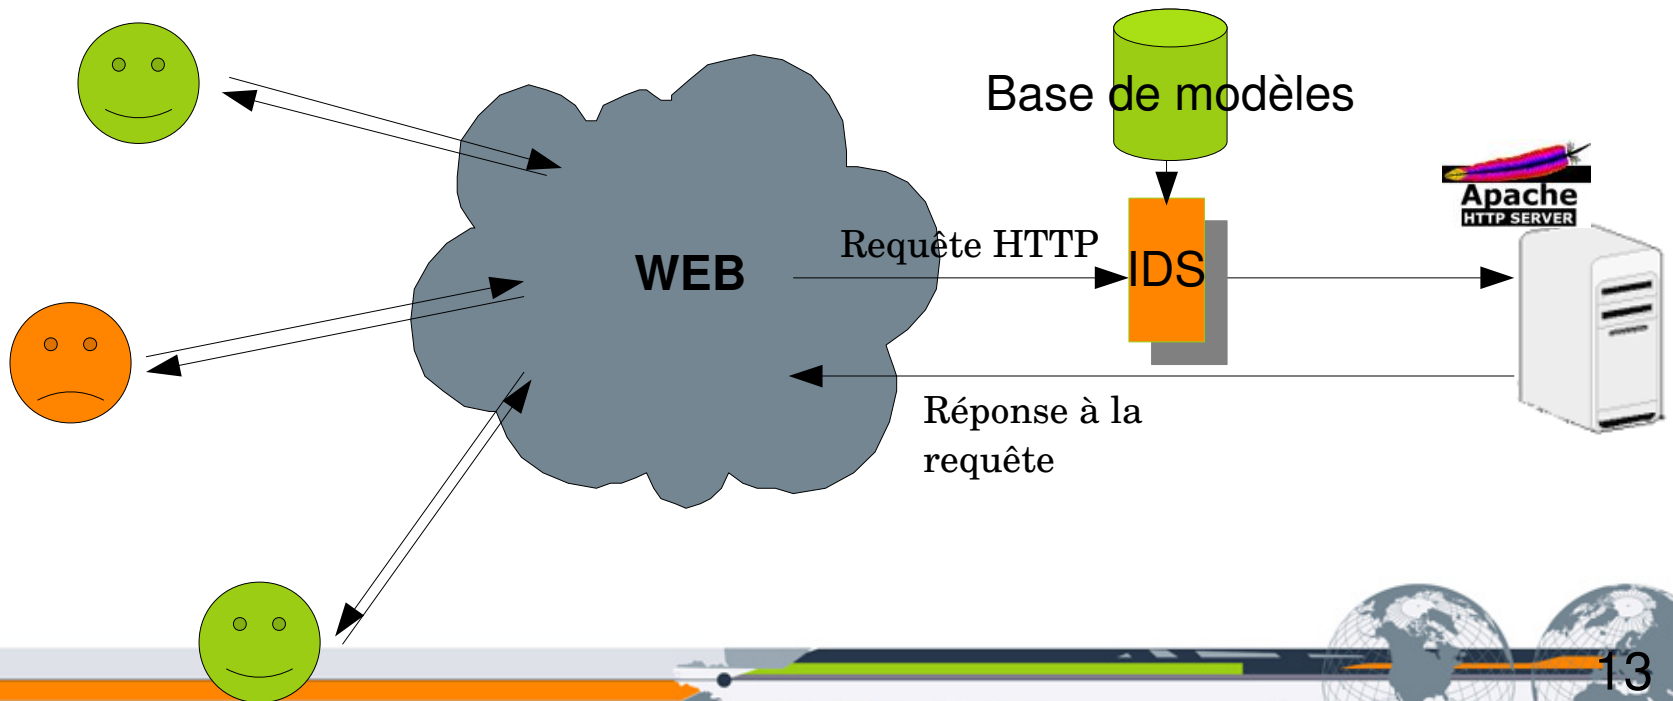 Base de modèles
Apache
HTTP SERVER
Requête HTTP
IDS
WEB
Réponse à la
requête
13